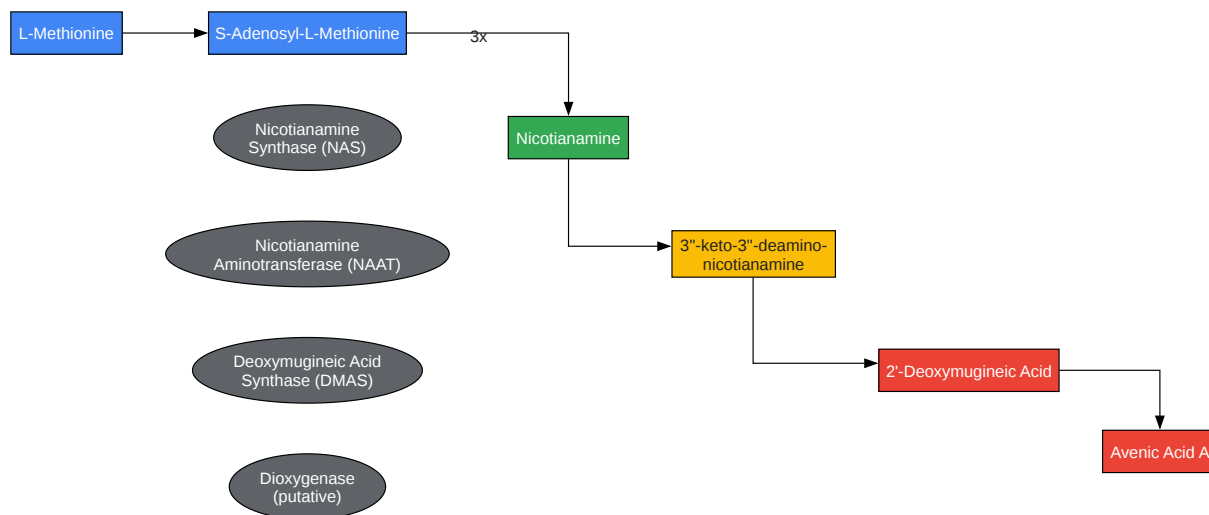 L-Methionine
S-Adenosyl-L-Methionine
3x
Nicotianamine
Synthase (NAS)
Nicotianamine
Nicotianamine
Aminotransferase (NAAT)
3"-keto-3"-deamino-
nicotianamine
Deoxymugineic Acid
Synthase (DMAS)
2'-Deoxymugineic Acid
Avenic Acid A
Dioxygenase
(putative)